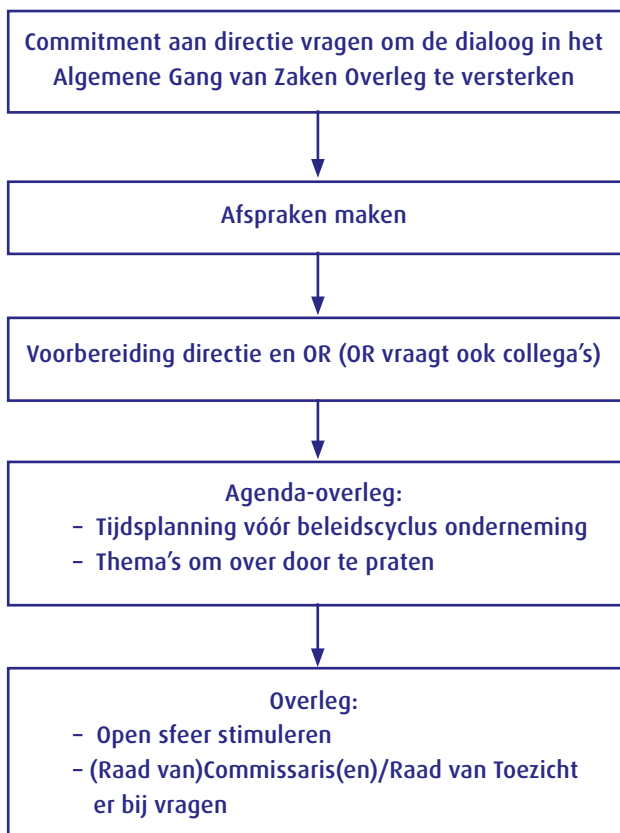 Commitment aan directie vragen om de dialoog in het
Algemene Gang van Zaken Overleg te versterken
Afspraken maken
Voorbereiding directie en OR (OR vraagt ook collega’s)
Agenda-overleg:
– Tijdsplanning vóór beleidscyclus onderneming
– Thema’s om over door te praten
Overleg:
– Open sfeer stimuleren
– (Raad van)Commissaris(en)/Raad van Toezicht
er bij vragen